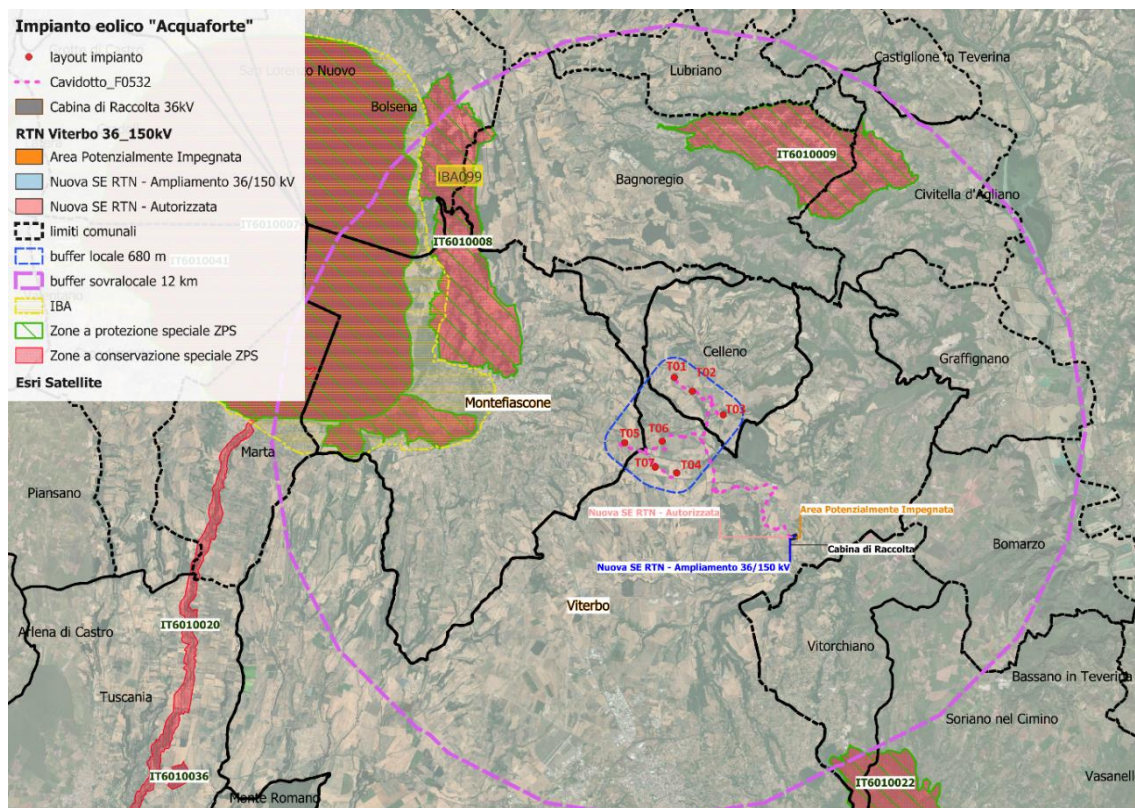 Impianto eolico "Acquaforte"
layout impianto
Cavidotto_F0532
Cabina di Raccolta 36kV
RTN Viterbo 36_150kV
Area Potenzialmente Impegnata
Nuova SE RTN - Ampliamento 36/150 kV
Nuova SE RTN - Autorizzata
limiti comunali
buffer locale 680 m
buffer sovralocale 12 km
IBA
Zone a protezione speciale ZPS
Zone a conservazione speciale ZPS
Esri Satellite
San Lorenzo Nuovo
Bolsena
Lubriano
Castiglione in Teverina
IT6010009
IBA099
Bagnoregio
Civitella d'Agliano
IT6010007
IT6010008
IT6010041
Celleno
Graffignano
T01
T02
Montefiascone
T03
T05
T06
Marta
T07
T04
Piansano
Nuova SE RTN - Autorizzata
Area Potenzialmente Impegnata
Cabina di Raccolta
Bomarzo
Nuova SE RTN - Ampliamento 36/150 kV
Viterbo
IT6010020
Arlena di Castro
Vitorchiano
Bassano in Teverina
Tuscania
Soriano nel Cimino
IT6010036
IT6010022
Vasanell
Monte Romano